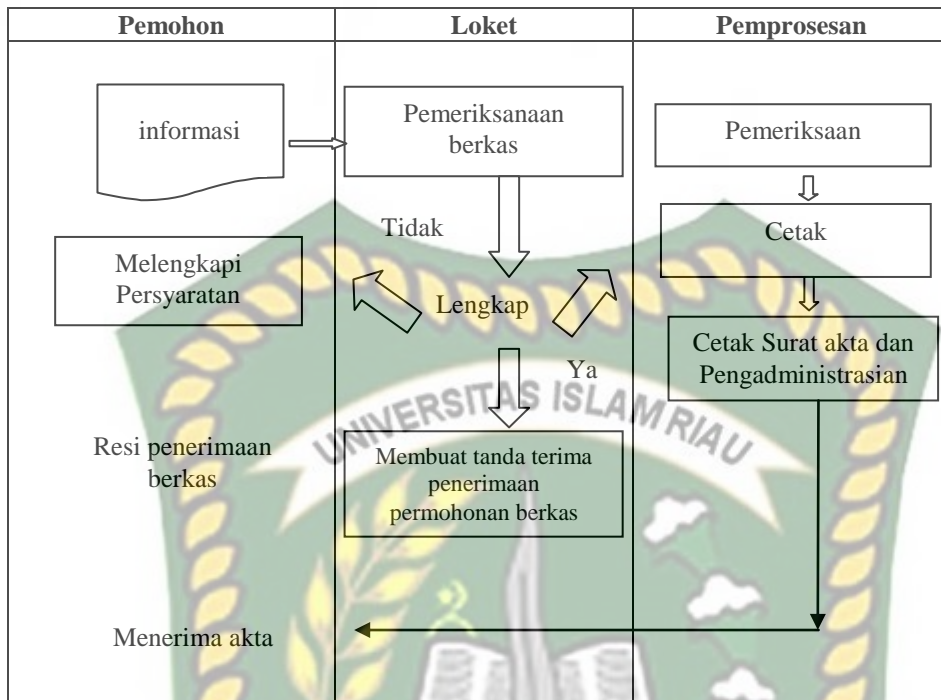 Pemohon
Loket
Pemprosesan
informasi
Pemeriksanaan
berkas
Pemeriksaan
Tidak
Cetak
Melengkapi
Persyaratan
Lengkap
Cetak Surat akta dan
Pengadministrasian
Ya
UNIVERSITAS ISLAM RIAU
Resi penerimaan
berkas
Membuat tanda terima
penerimaan
permohonan berkas
Menerima akta